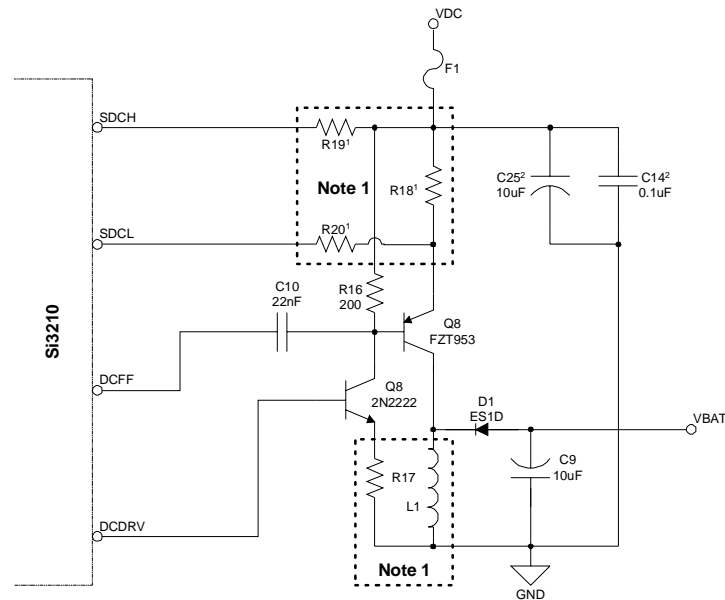 VDC
F1
SDCH
R19¹
Note 1
R18¹
C25²
10uF
C14²
0.1uF
SDCL
R20¹
C10
22nF
R16
200
Q8
FZT953
Si3210
DCFF
Q8
2N2222
D1
ES1D
VBAT
R17
L1
C9
10uF
DCDRV
Note 1
GND